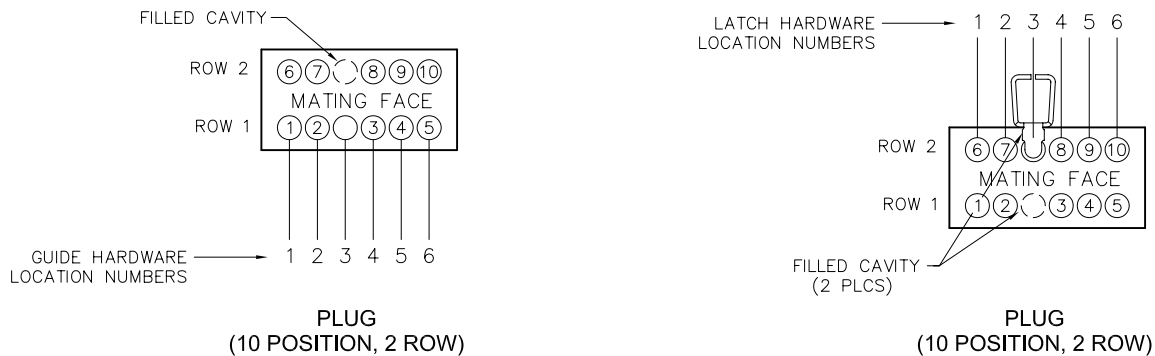 FILLED CAVITY
ROW 2
6 7 8 9 10
MATING FACE
ROW 1
1 2 3 4 5
GUIDE HARDWARE
LOCATION NUMBERS
1 2 3 4 5 6
PLUG
(10 POSITION, 2 ROW)
LATCH HARDWARE
LOCATION NUMBERS
1 2 3 4 5 6
ROW 2
6 7 8 9 10
MATING FACE
ROW 1
1 2 3 4 5
FILLED CAVITY
(2 PLCS)
PLUG
(10 POSITION, 2 ROW)